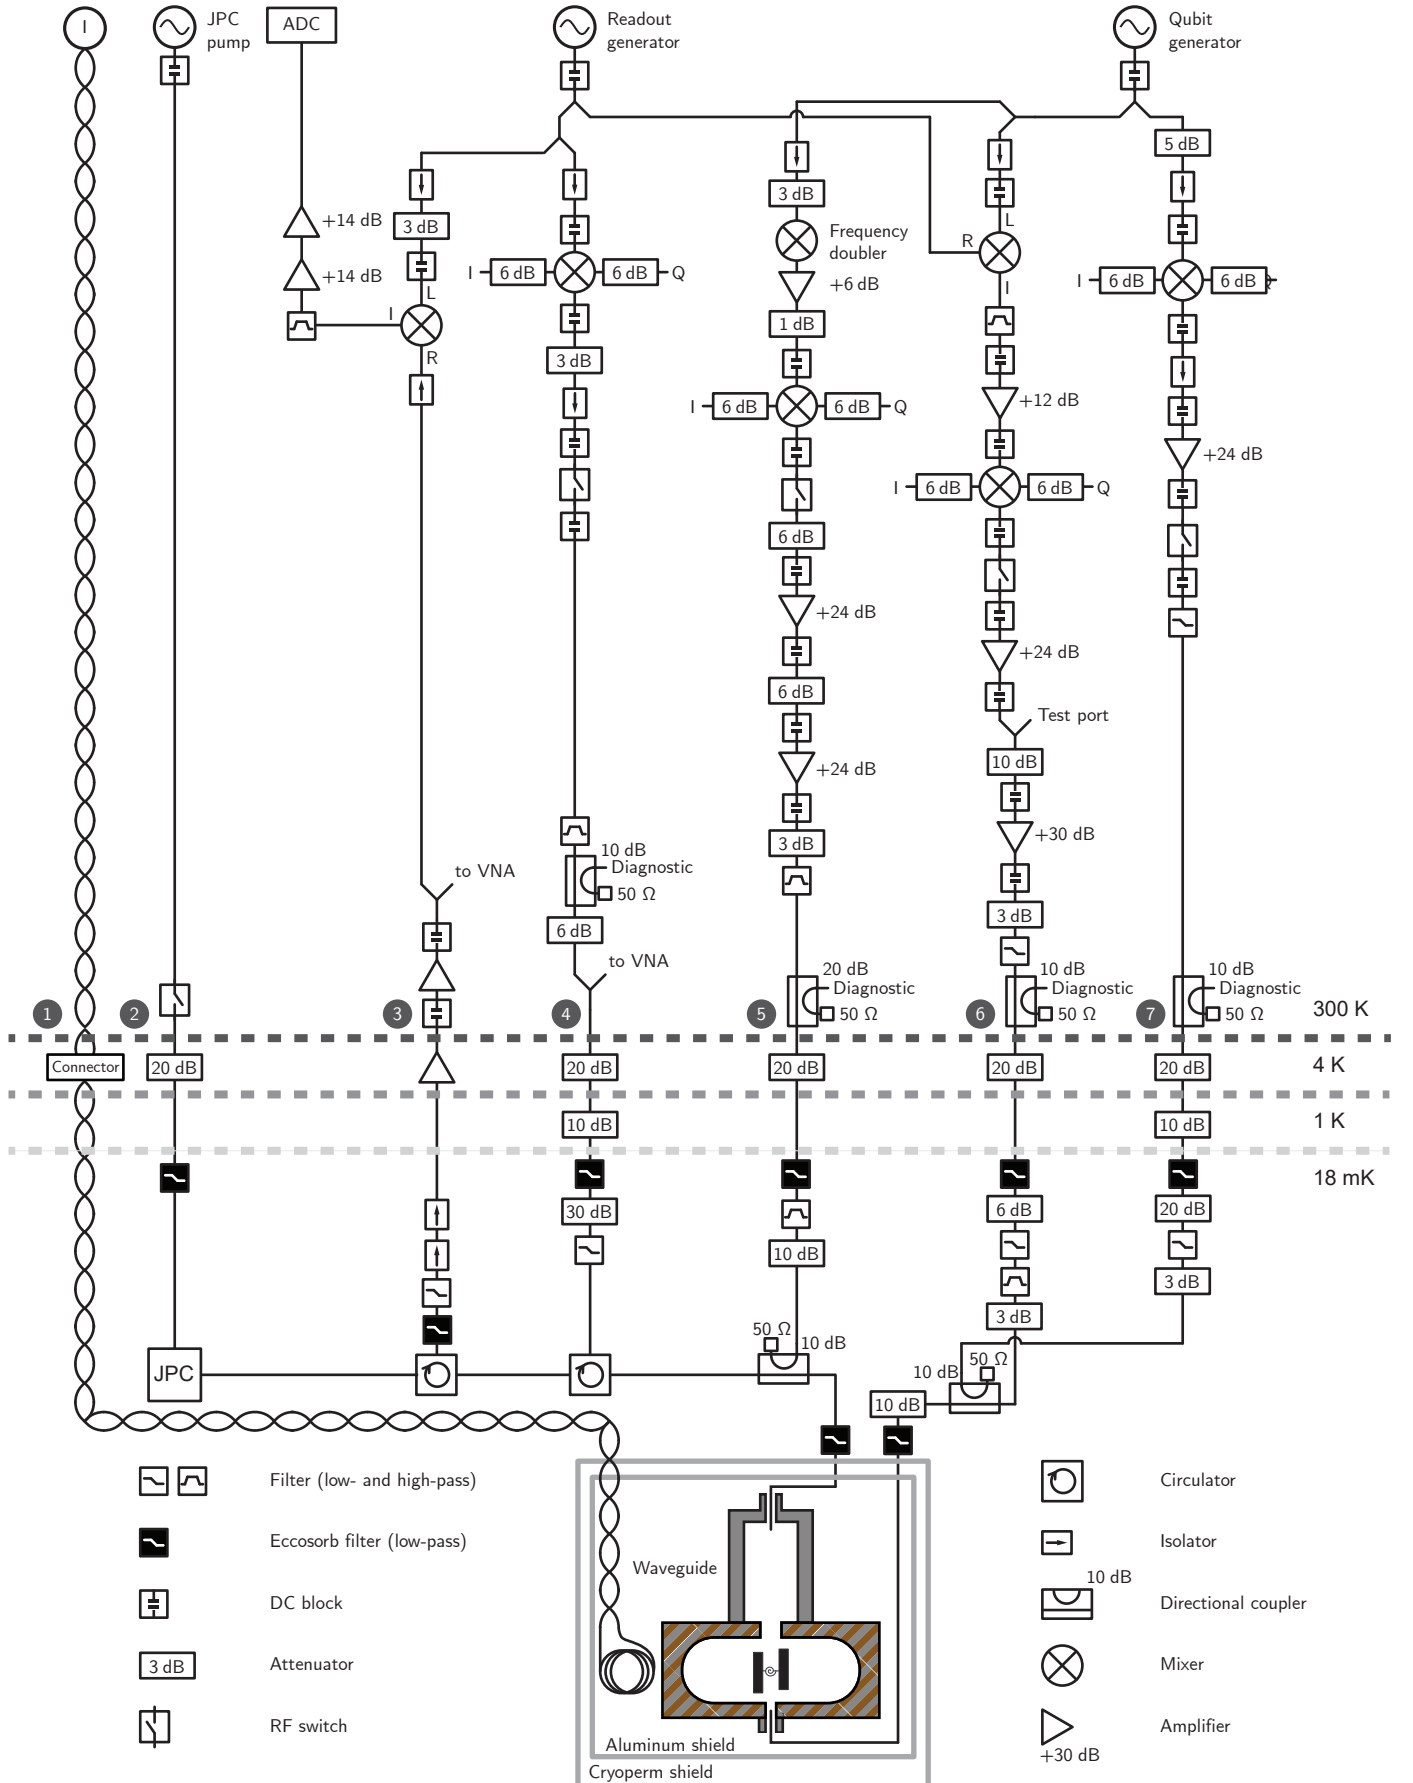 I
JPC
pump
ADC
Readout
generator
Qubit
generator
5 dB
3 dB
+14 dB
3 dB
L
R
Frequency
doubler
I
6 dB
6 dB
Q
+14 dB
L
I
R
+6 dB
I
I
6 dB
6 dB
1 dB
3 dB
I
6 dB
6 dB
Q
+12 dB
+24 dB
I
6 dB
6 dB
Q
6 dB
+24 dB
+24 dB
6 dB
Test port
+24 dB
10 dB
+30 dB
3 dB
10 dB
Diagnostic
50 Ω
to VNA
3 dB
6 dB
to VNA
20 dB
Diagnostic
50 Ω
10 dB
Diagnostic
50 Ω
10 dB
Diagnostic
50 Ω
1
2
3
4
5
6
7
300 K
Connector
20 dB
20 dB
20 dB
20 dB
20 dB
4 K
10 dB
10 dB
1 K
18 mK
30 dB
6 dB
20 dB
10 dB
3 dB
3 dB
50 Ω
10 dB
JPC
10 dB
50 Ω
10 dB
Filter (low- and high-pass)
Eccosorb filter (low-pass)
DC block
3 dB
Attenuator
RF switch
Waveguide
Aluminum shield
Cryoperm shield
Circulator
Isolator
10 dB
Directional coupler
Mixer
Amplifier
+30 dB